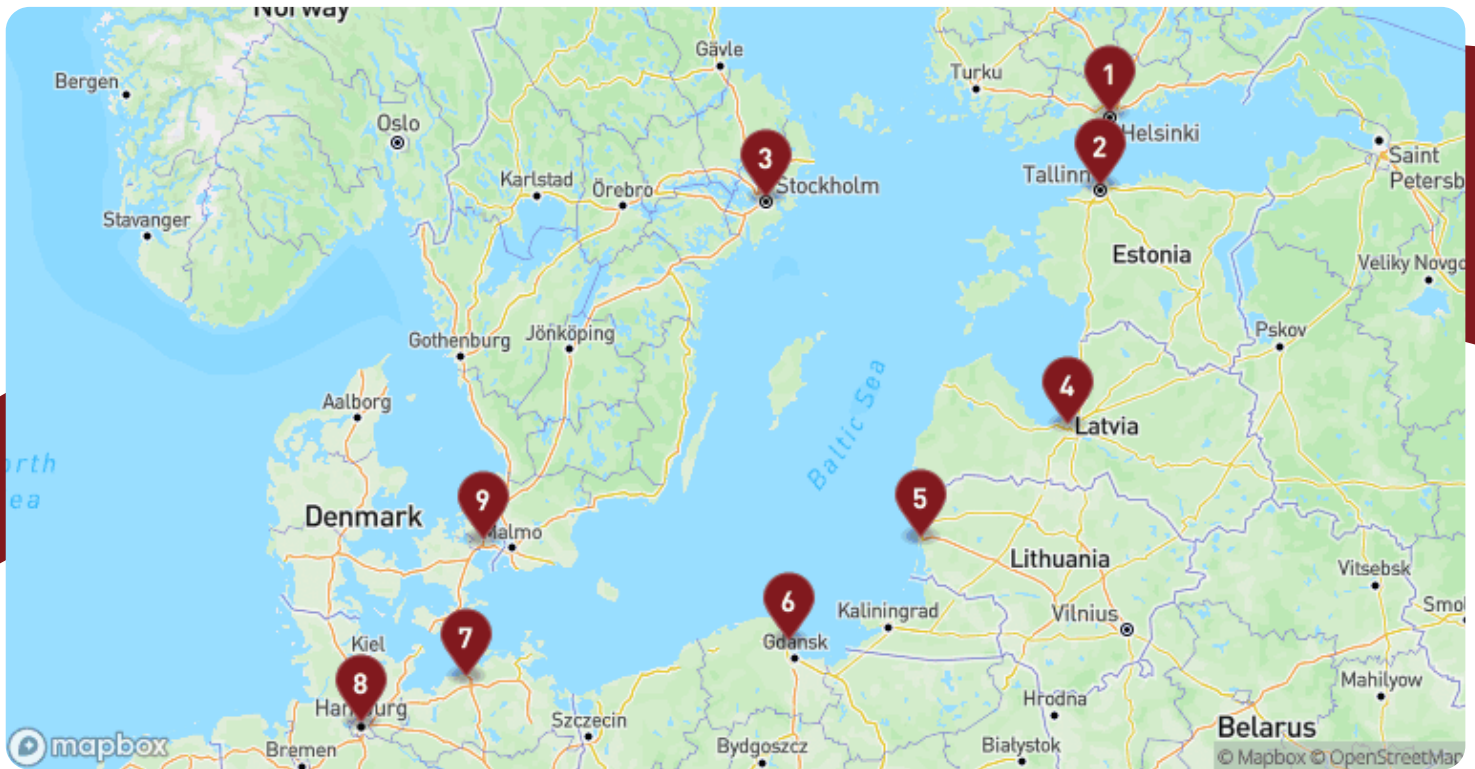 Norway
Gävle
Bergen
Turku
1
Helsinki
Oslo
2
Saint
Petersb
3
Tallinn
Karlstad
Örebro
Stockholm
Stavanger
Estonia
Veliky Novgo
Gothenburg
Jönköping
Pskov
4
Aalborg
Baltic Sea
Latvia
orth
ea
9
5
Denmark
Malmo
Lithuania
Vitsebsk
6
Kaliningrad
Vilnius
Smol
7
Kiel
Gdansk
8
Hamburg
Mahilyow
Hrodna
Szczecin
Belarus
mapbox
Bremen
Bydgoszcz
Białystok
© Mapbox © OpenStreetMap